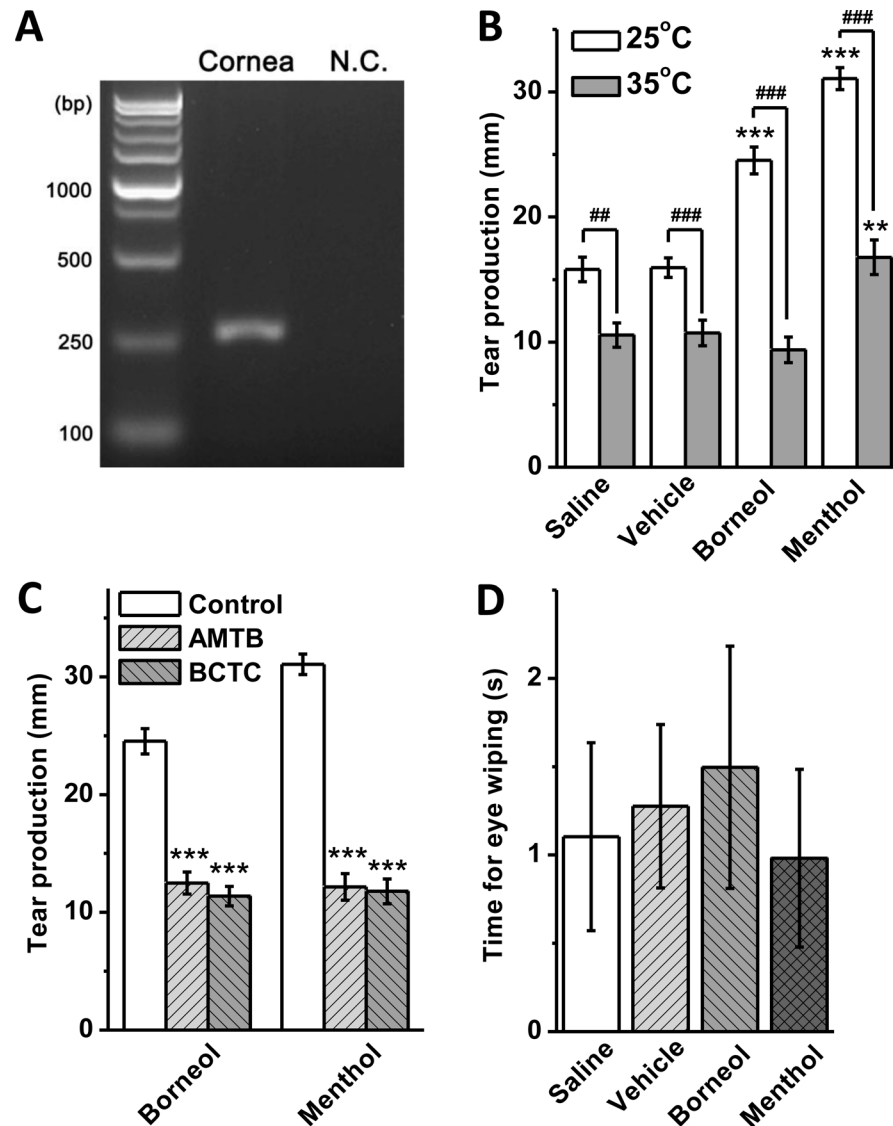 A
Cornea N.C.
(bp)
1000
500
250
100
B
25°C
35°C
Tear production (mm)
30
20
10
0
##
###
***
###
***
###
**
Saline
Vehicle
Borneol
Menthol
C
Control
AMTB
BCTC
Tear production (mm)
30
20
10
0
*** ***
*** ***
Borneol
Menthol
D
Time for eye wiping (s)
2
1
0
Saline
Vehicle
Borneol
Menthol